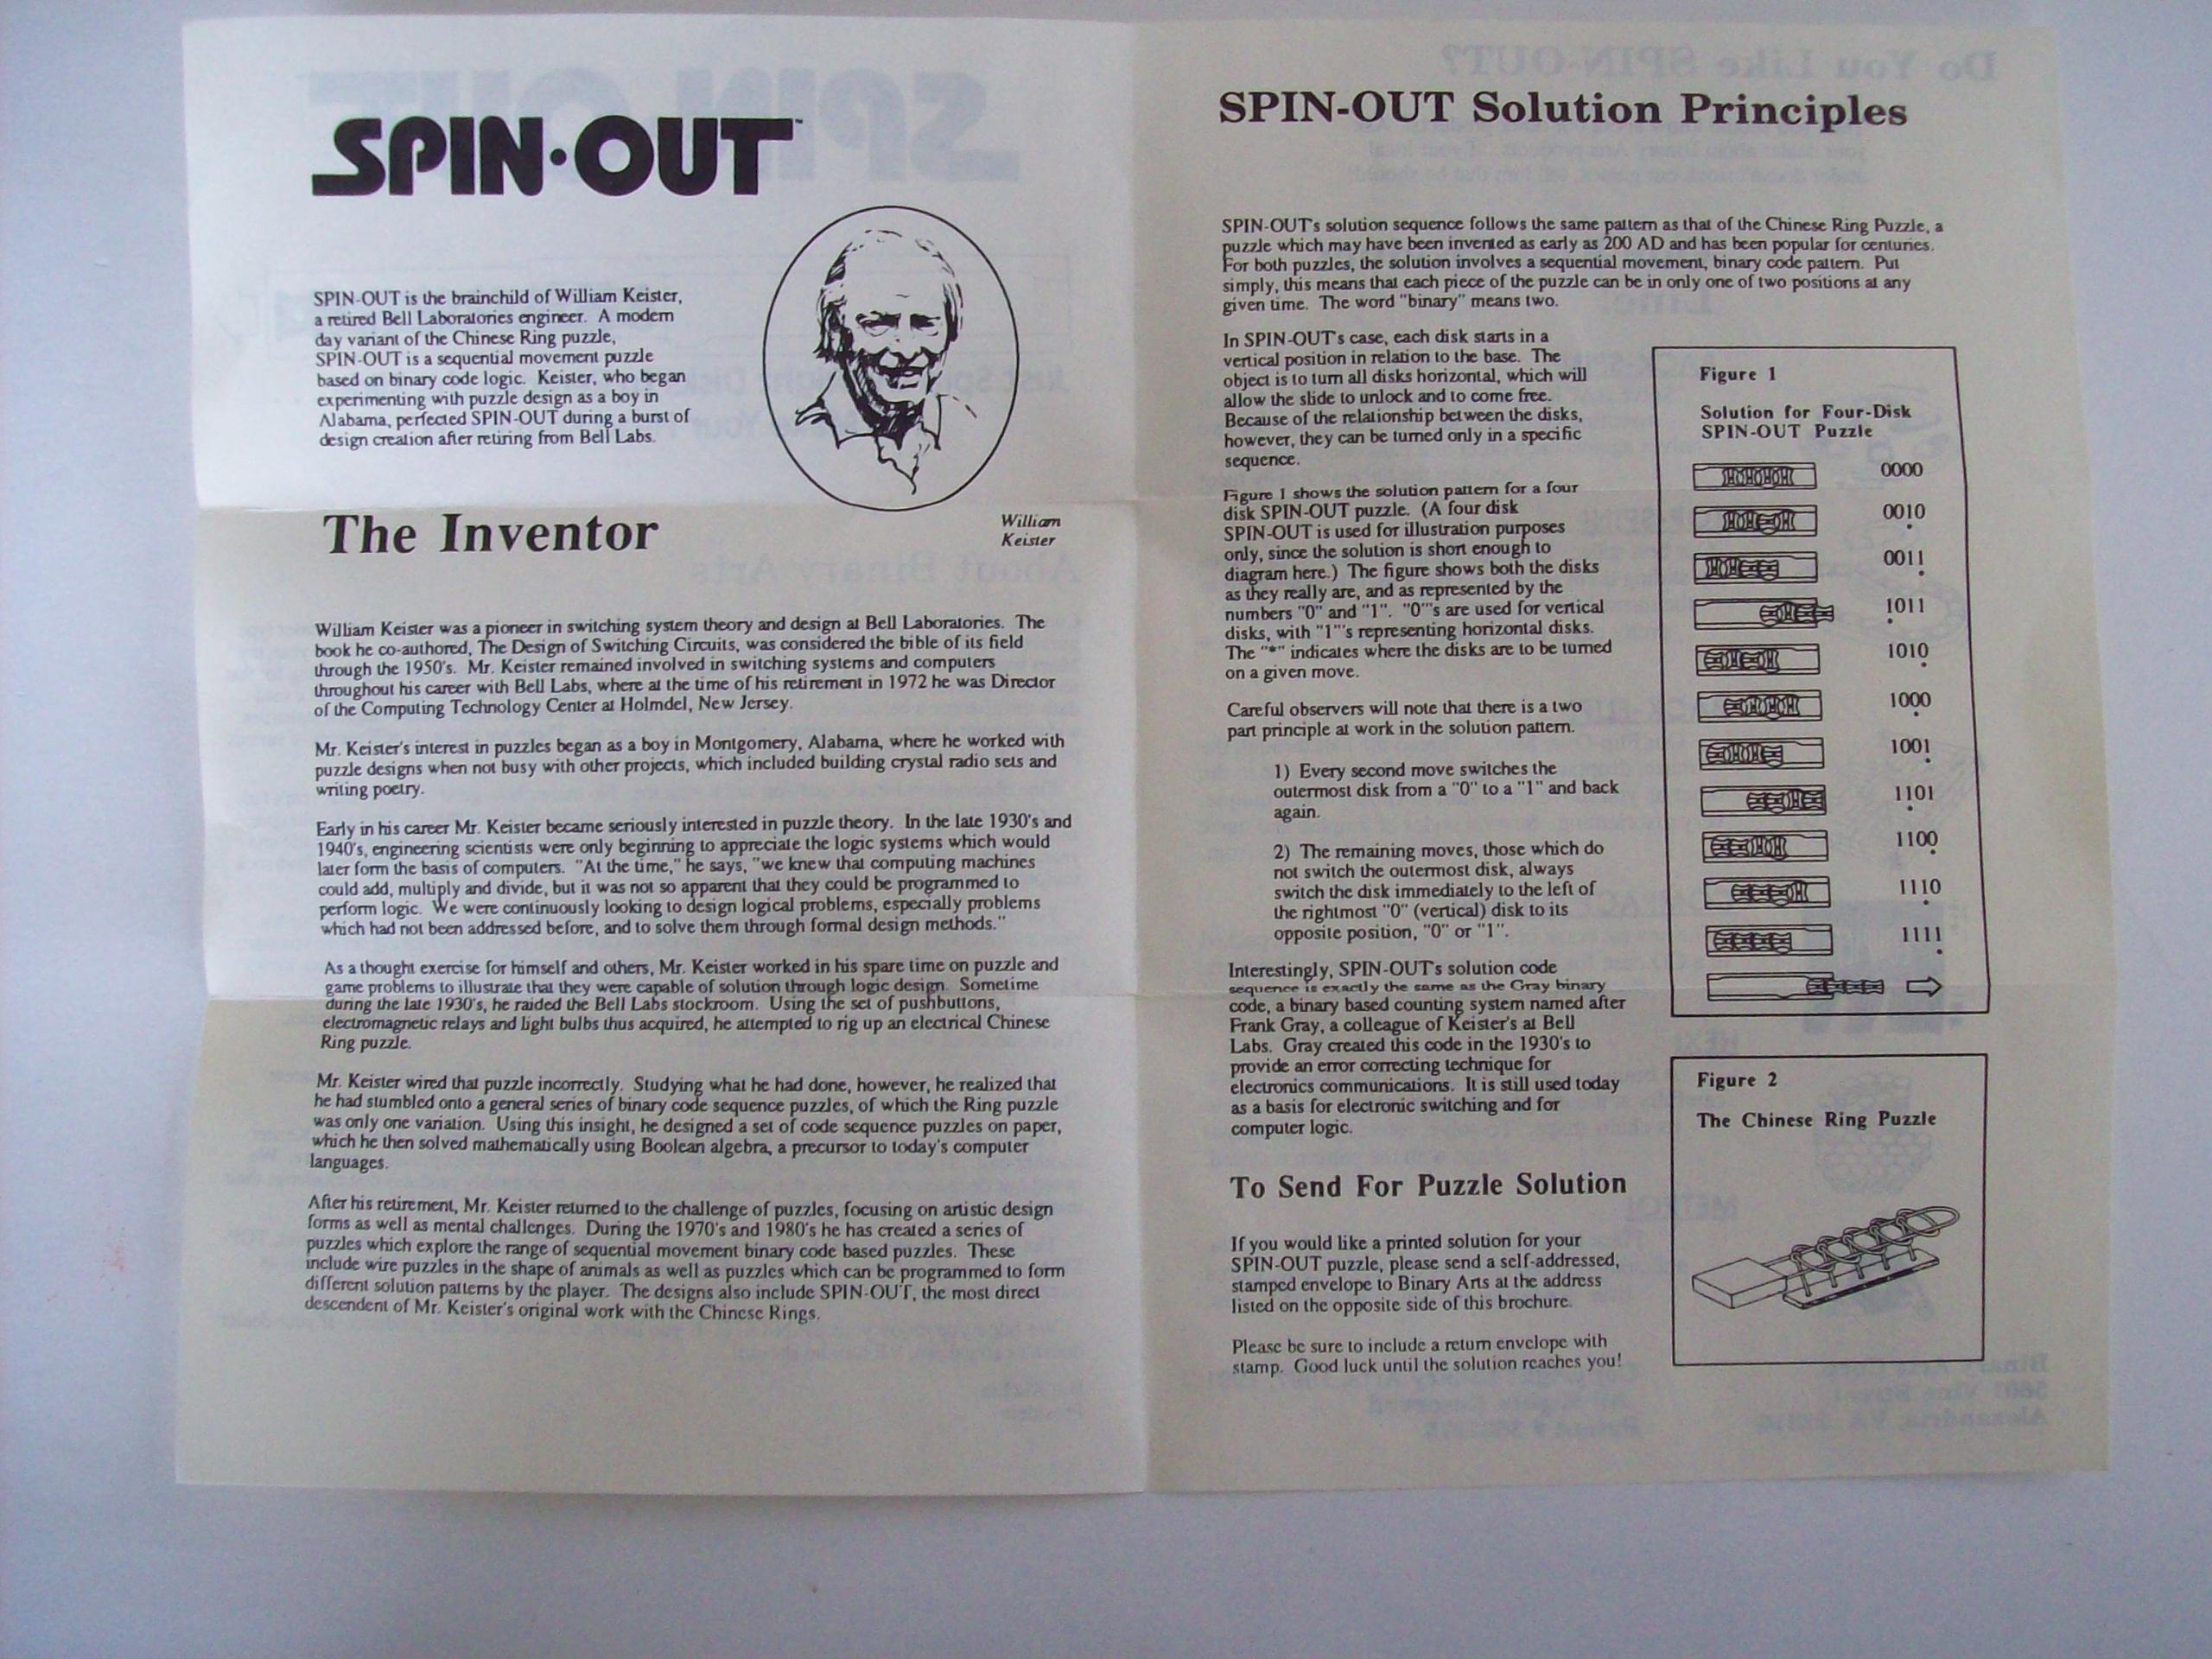 SPIN·OUT™
SPIN-OUT is the brainchild of William Keister,
a retired Bell Laboratories engineer. A modern
day variant of the Chinese Ring puzzle,
SPIN-OUT is a sequential movement puzzle
based on binary code logic. Keister, who began
experimenting with puzzle design as a boy in
Alabama, perfected SPIN-OUT during a burst of
design creation after retiring from Bell Labs.
William
Keister
The Inventor
William Keister was a pioneer in switching system theory and design at Bell Laboratories. The
book he co-authored, The Design of Switching Circuits, was considered the bible of its field
through the 1950's. Mr. Keister remained involved in switching systems and computers
throughout his career with Bell Labs, where at the time of his retirement in 1972 he was Director
of the Computing Technology Center at Holmdel, New Jersey.
Mr. Keister's interest in puzzles began as a boy in Montgomery, Alabama, where he worked with
puzzle designs when not busy with other projects, which included building crystal radio sets and
writing poetry.
Early in his career Mr. Keister became seriously interested in puzzle theory. In the late 1930's and
1940's, engineering scientists were only beginning to appreciate the logic systems which would
later form the basis of computers. "At the time," he says, "we knew that computing machines
could add, multiply and divide, but it was not so apparent that they could be programmed to
perform logic. We were continuously looking to design logical problems, especially problems
which had not been addressed before, and to solve them through formal design methods."
As a thought exercise for himself and others, Mr. Keister worked in his spare time on puzzle and
game problems to illustrate that they were capable of solution through logic design. Sometime
during the late 1930's, he raided the Bell Labs stockroom. Using the set of pushbuttons,
electromagnetic relays and light bulbs thus acquired, he attempted to rig up an electrical Chinese
Ring puzzle.
Mr. Keister wired that puzzle incorrectly. Studying what he had done, however, he realized that
he had stumbled onto a general series of binary code sequence puzzles, of which the Ring puzzle
was only one variation. Using this insight, he designed a set of code sequence puzzles on paper,
which he then solved mathematically using Boolean algebra, a precursor to today's computer
languages.
After his retirement, Mr. Keister returned to the challenge of puzzles, focusing on artistic design
forms as well as mental challenges. During the 1970's and 1980's he has created a series of
puzzles which explore the range of sequential movement binary code based puzzles. These
include wire puzzles in the shape of animals as well as puzzles which can be programmed to form
different solution patterns by the player. The designs also include SPIN-OUT, the most direct
descendent of Mr. Keister's original work with the Chinese Rings.
SPIN-OUT Solution Principles
SPIN-OUT's solution sequence follows the same pattern as that of the Chinese Ring Puzzle, a
puzzle which may have been invented as early as 200 AD and has been popular for centuries.
For both puzzles, the solution involves a sequential movement, binary code pattern. Put
simply, this means that each piece of the puzzle can be in only one of two positions at any
given time. The word "binary" means two.
In SPIN-OUT's case, each disk starts in a
vertical position in relation to the base. The
object is to turn all disks horizontal, which will
allow the slide to unlock and to come free.
Because of the relationship between the disks,
however, they can be turned only in a specific
sequence.
Figure 1 shows the solution pattern for a four
disk SPIN-OUT puzzle. (A four disk
SPIN-OUT is used for illustration purposes
only, since the solution is short enough to
diagram here.) The figure shows both the disks
as they really are, and as represented by the
numbers "0" and "1". "0"'s are used for vertical
disks, with "1"'s representing horizontal disks.
The "*" indicates where the disks are to be turned
on a given move.
Careful observers will note that there is a two
part principle at work in the solution pattern.
1) Every second move switches the
outermost disk from a "0" to a "1" and back
again.
2) The remaining moves, those which do
not switch the outermost disk, always
switch the disk immediately to the left of
the rightmost "0" (vertical) disk to its
opposite position, "0" or "1".
Interestingly, SPIN-OUT's solution code
sequence is exactly the same as the Gray binary
code, a binary based counting system named after
Frank Gray, a colleague of Keister's at Bell
Labs. Gray created this code in the 1930's to
provide an error correcting technique for
electronics communications. It is still used today
as a basis for electronic switching and for
computer logic.
To Send For Puzzle Solution
If you would like a printed solution for your
SPIN-OUT puzzle, please send a self-addressed,
stamped envelope to Binary Arts at the address
listed on the opposite side of this brochure.
Please be sure to include a return envelope with
stamp. Good luck until the solution reaches you!
Figure 1
Solution for Four-Disk
SPIN-OUT Puzzle
0000
0010
0011
1011
1010
1000
1001
1101
1100
1110
1111
Figure 2
The Chinese Ring Puzzle